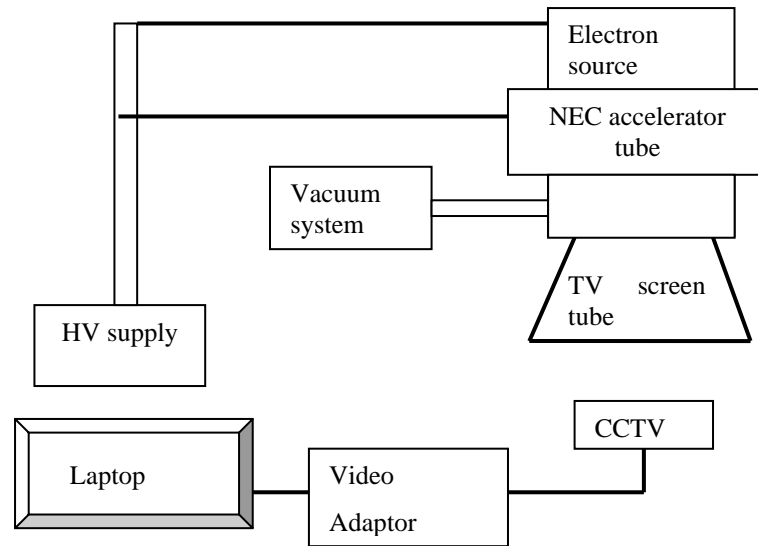 Electron
source
NEC accelerator
tube
Vacuum
system
TV screen
tube
HV supply
CCTV
Laptop
Video
Adaptor